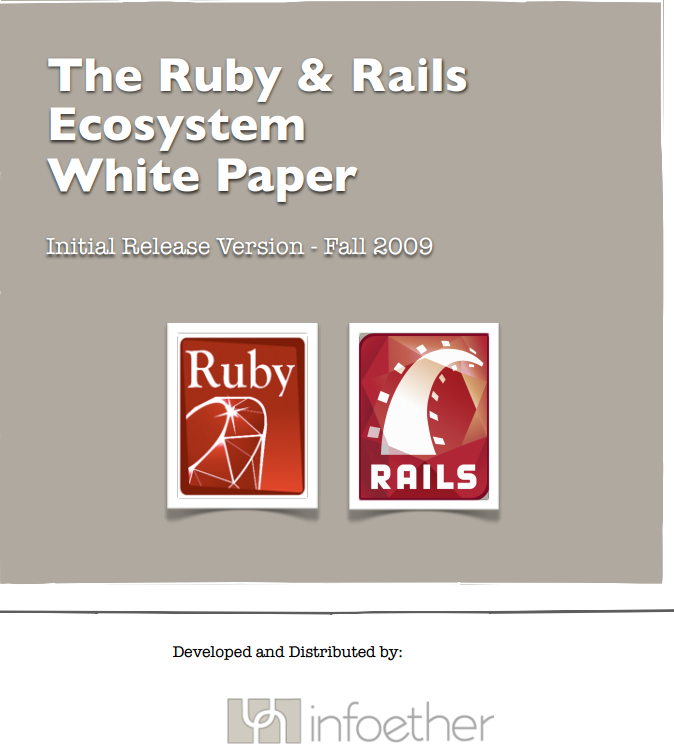 The Ruby & Rails
Ecosystem
White Paper
Initial Release Version - Fall 2009
Ruby
RAILS
Developed and Distributed by:
infoether